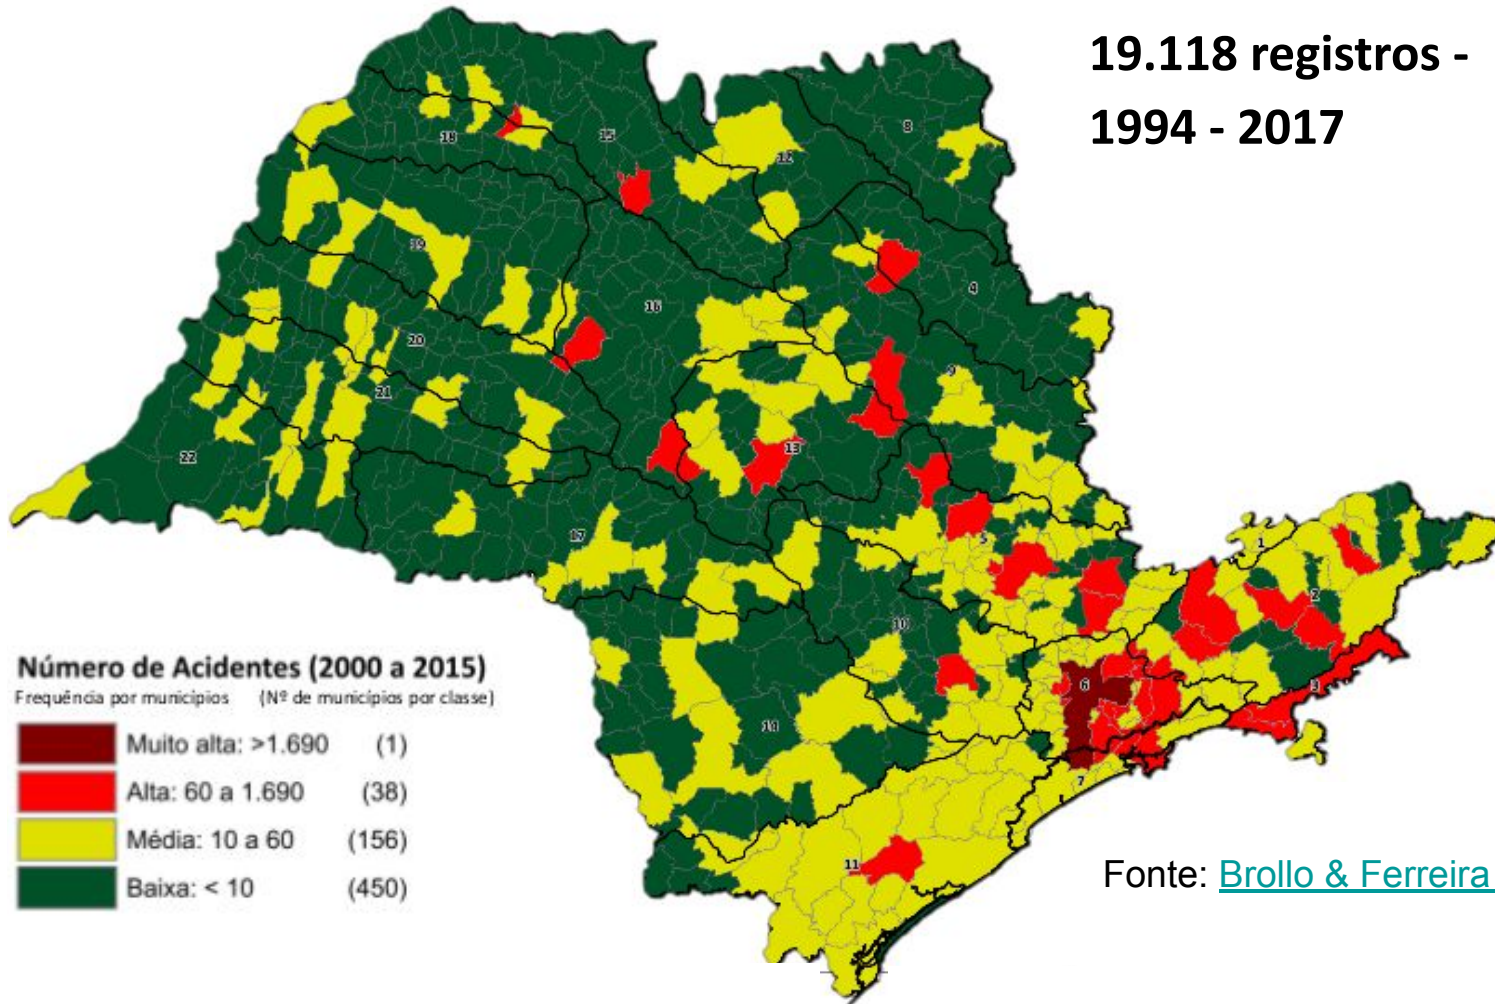 19.118 registros -
1994 - 2017
8
15
18
12
19
4
16
20
9
21
13
22
17
5
1
2
10
6
3
14
7
11
Número de Acidentes (2000 a 2015)
Frequência por municípios (Nº de municípios por classe)
Muito alta: >1.690 (1)
Alta: 60 a 1.690 (38)
Média: 10 a 60 (156)
Baixa: < 10 (450)
Fonte: Brollo & Ferreira